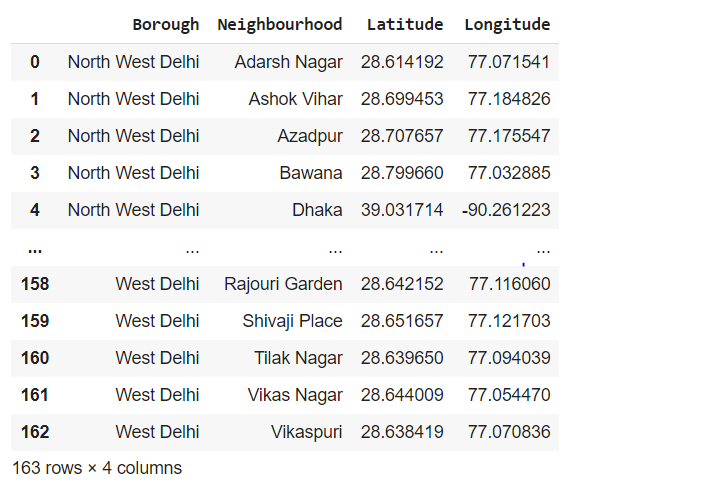 Borough Neighbourhood Latitude Longitude
0 North West Delhi Adarsh Nagar 28.614192 77.071541
1 North West Delhi Ashok Vihar 28.699453 77.184826
2 North West Delhi Azadpur 28.707657 77.175547
3 North West Delhi Bawana 28.799660 77.032885
4 North West Delhi Dhaka 39.031714 -90.261223
... ... ... ... ...
158 West Delhi Rajouri Garden 28.642152 77.116060
159 West Delhi Shivaji Place 28.651657 77.121703
160 West Delhi Tilak Nagar 28.639650 77.094039
161 West Delhi Vikas Nagar 28.644009 77.054470
162 West Delhi Vikaspuri 28.638419 77.070836
163 rows × 4 columns